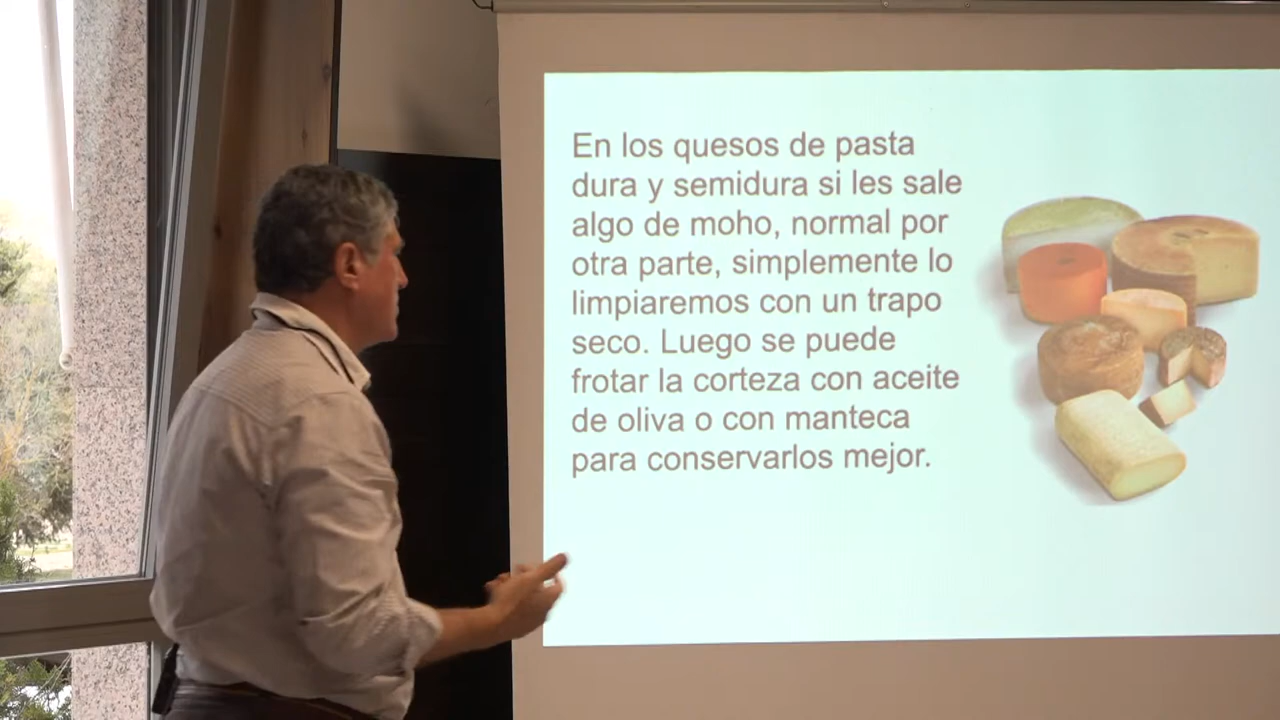 En los quesos de pasta
dura y semidura si les sale
algo de moho, normal por
otra parte, simplemente lo
limpiaremos con un trapo
seco. Luego se puede
frotar la corteza con aceite
de oliva o con manteca
para conservarlos mejor.